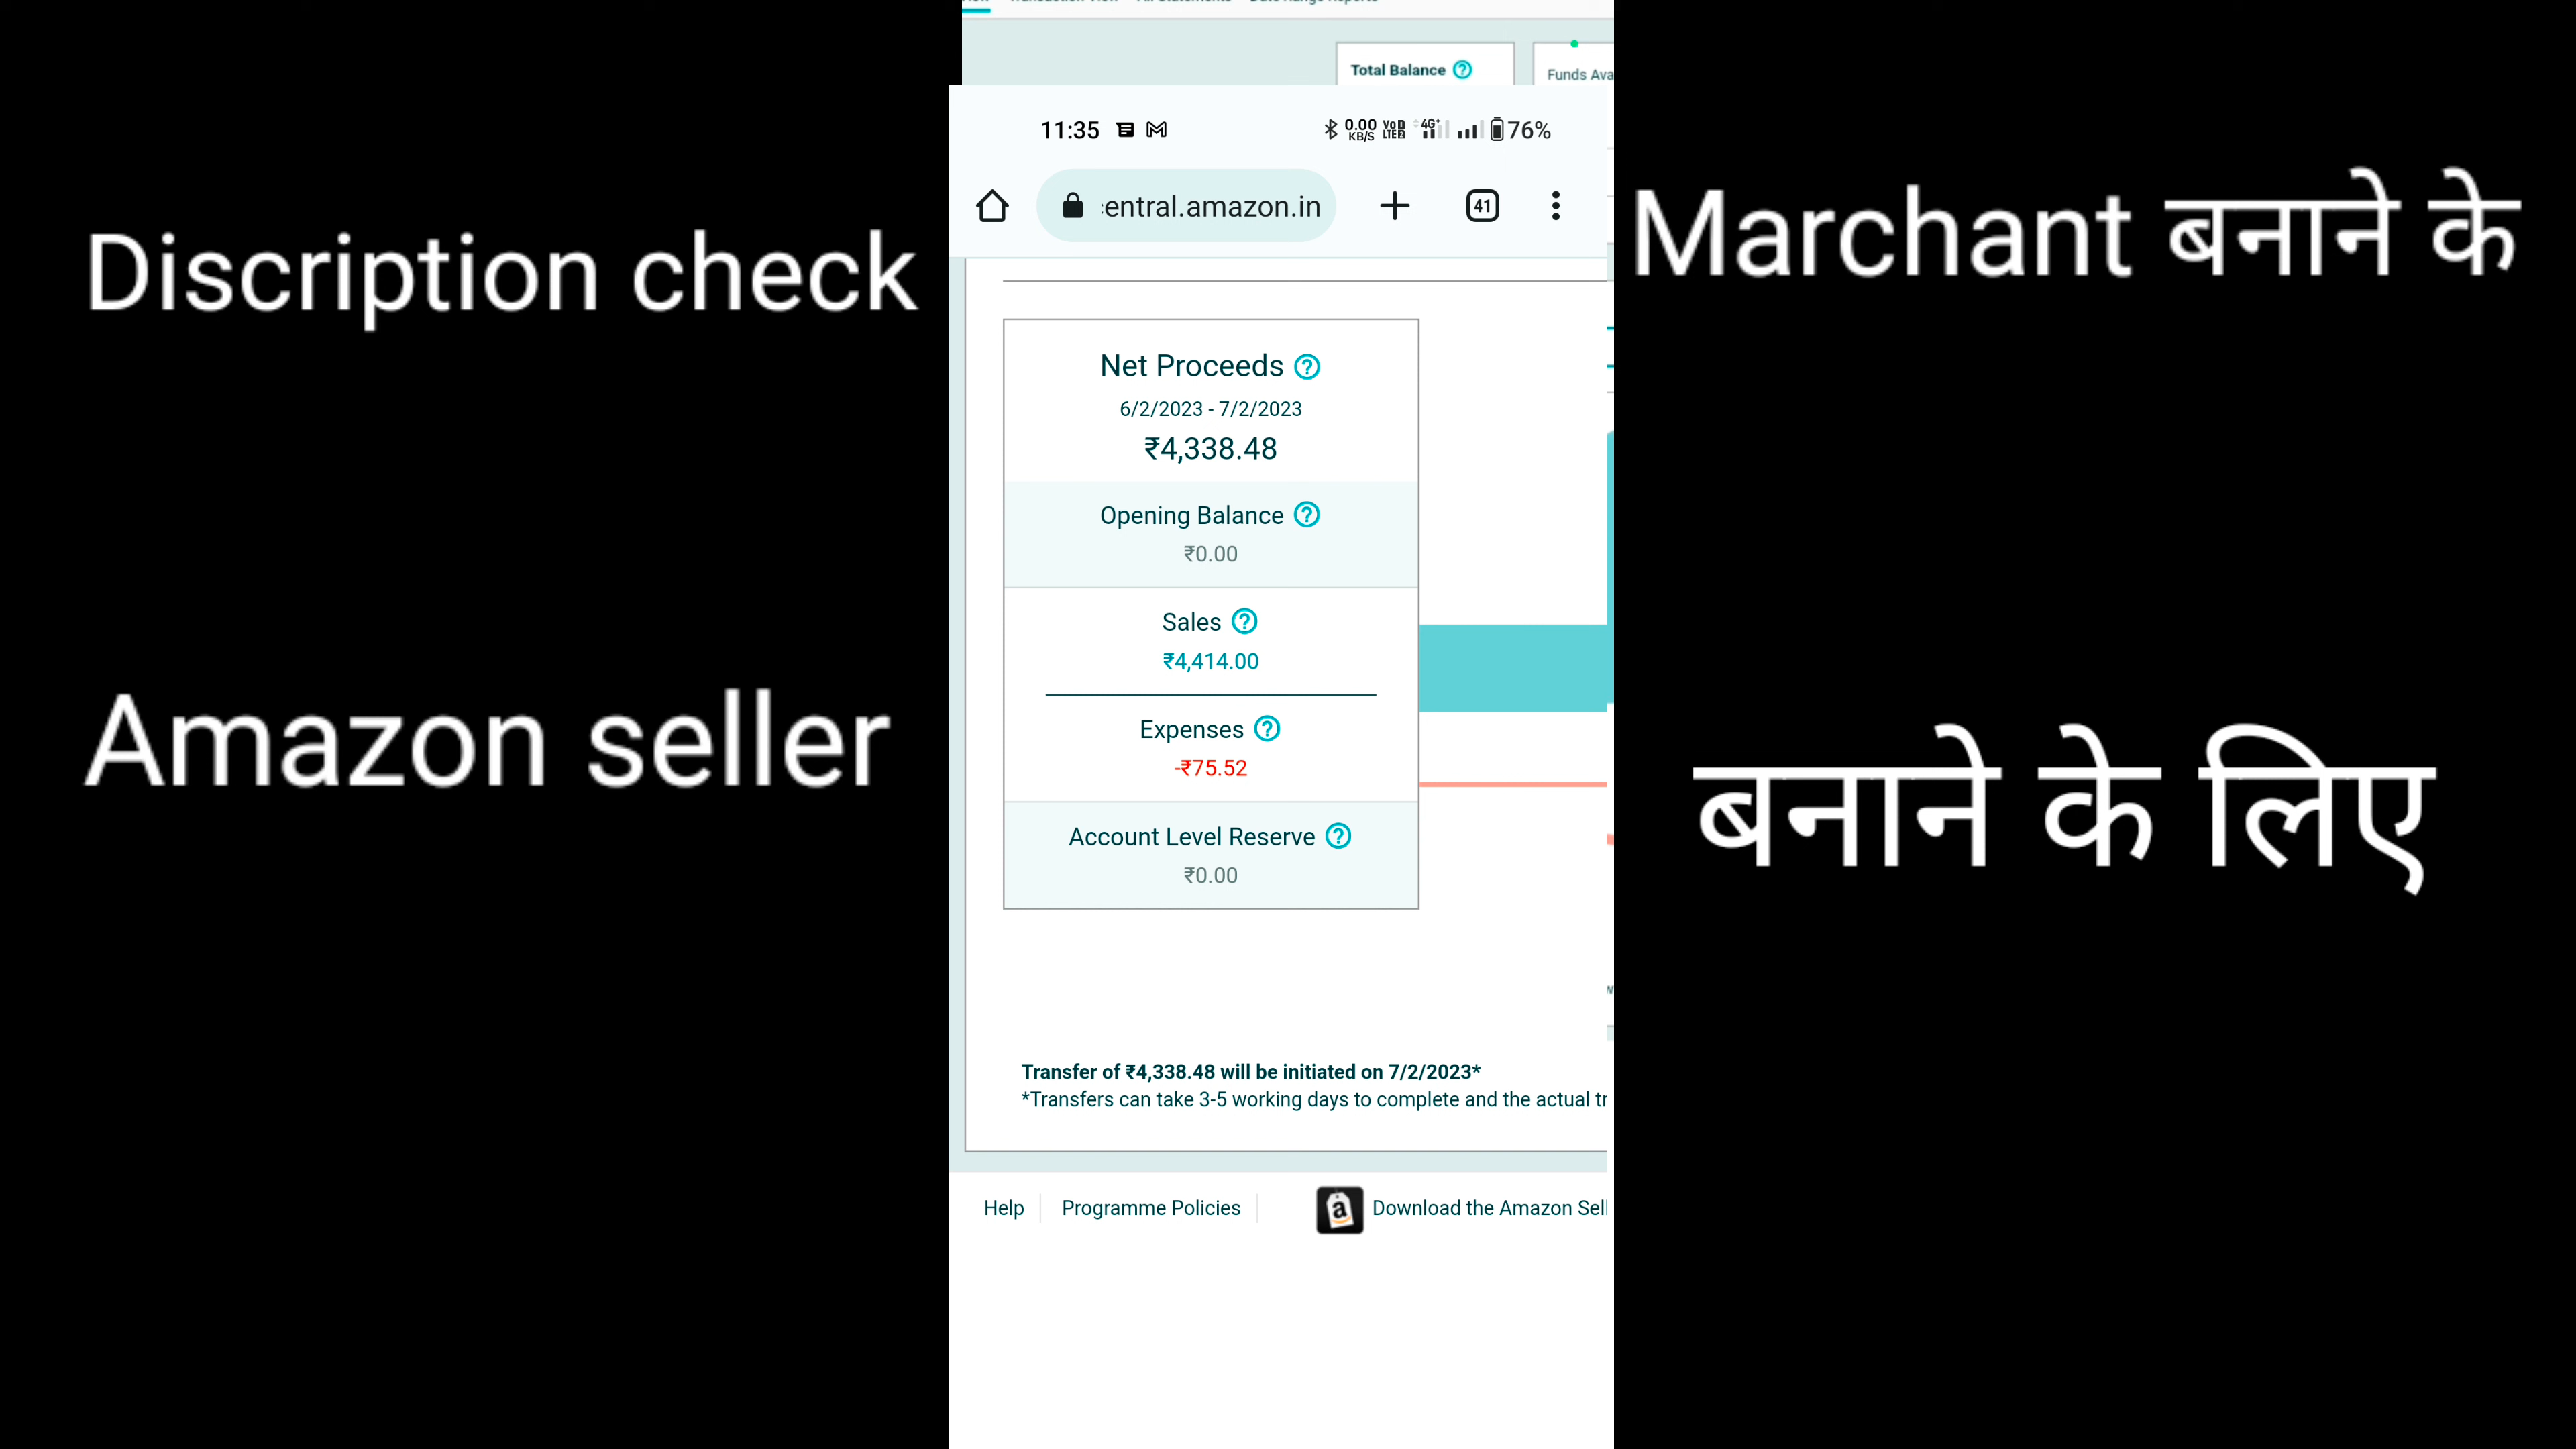 Total Balance
Funds Ava
11:35
0.00 KB/S
4G+
76%
entral.amazon.in
41
Discription check
Marchant बनाने के
Net Proceeds
6/2/2023 - 7/2/2023
₹4,338.48
Opening Balance
₹0.00
Sales
₹4,414.00
Amazon seller
बनाने के लिए
Expenses
-₹75.52
Account Level Reserve
₹0.00
Transfer of ₹4,338.48 will be initiated on 7/2/2023*
*Transfers can take 3-5 working days to complete and the actual tr
Help
Programme Policies
Download the Amazon Sell